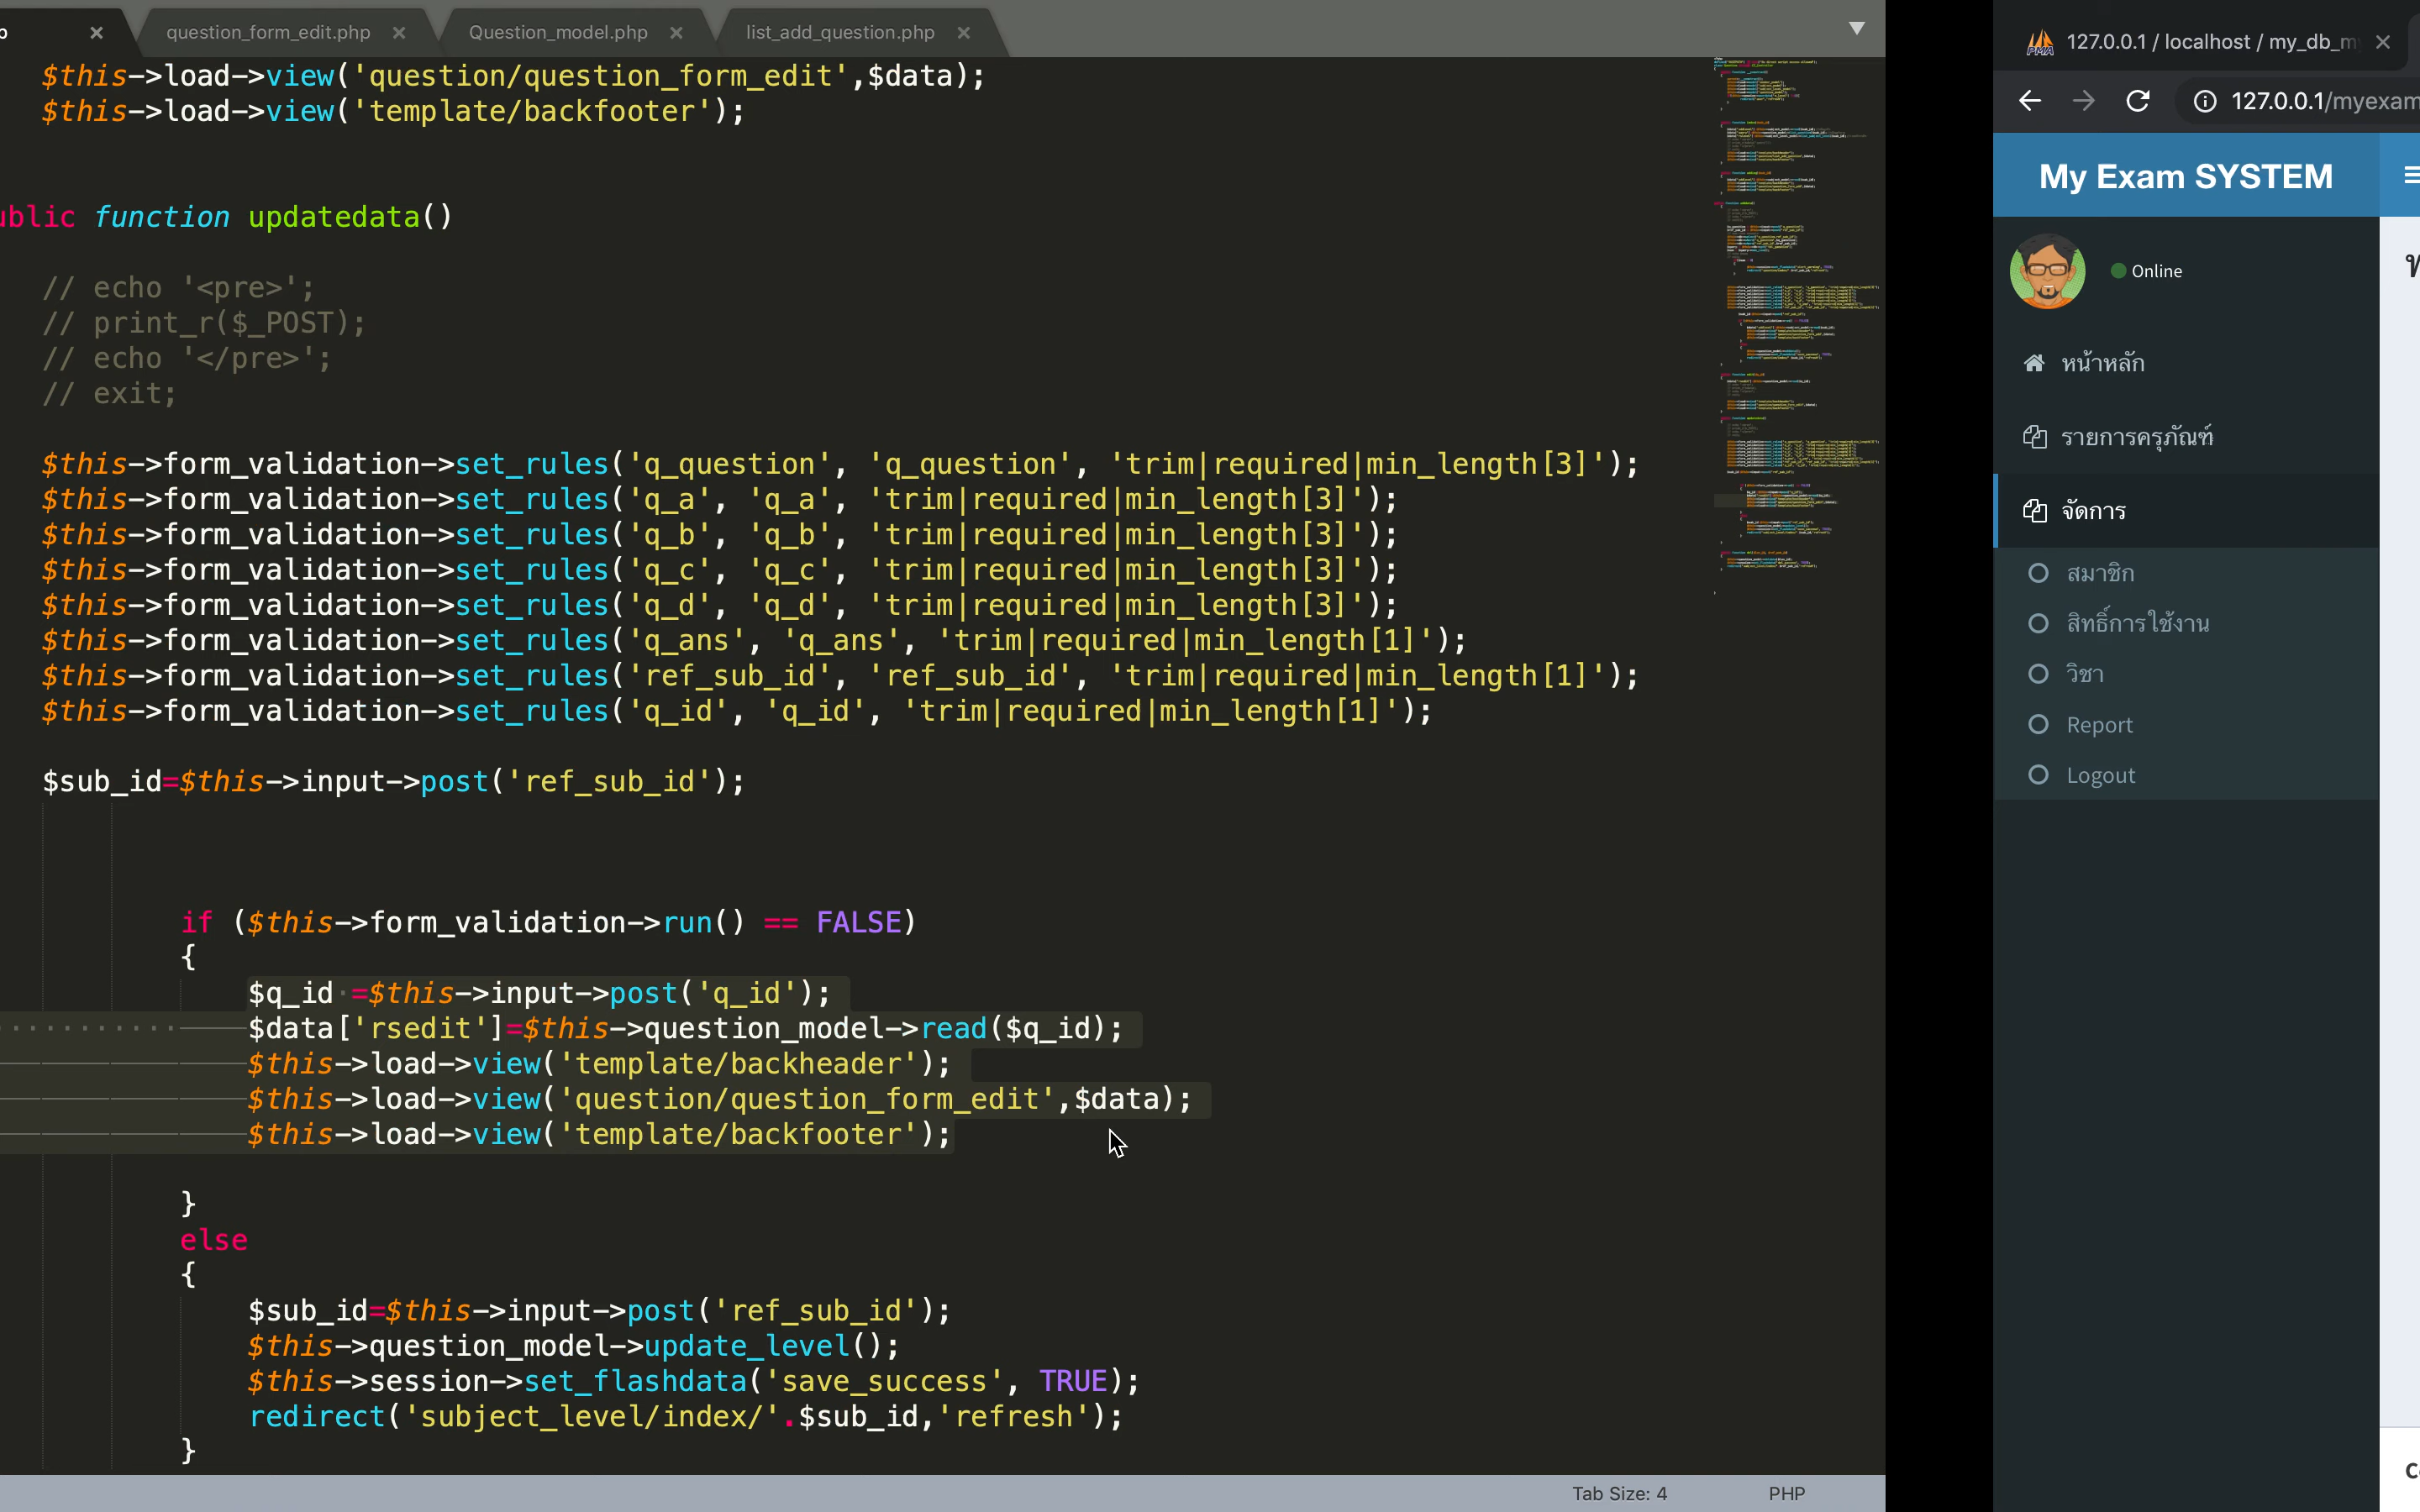 question_form_edit.php
Question_model.php
list_add_question.php
$this->load->view('question/question_form_edit',$data);
$this->load->view('template/backfooter');
ublic function updatedata()
// echo '<pre>';
// print_r($_POST);
// echo '</pre>';
// exit;
$this->form_validation->set_rules('q_question', 'q_question', 'trim|required|min_length[3]');
$this->form_validation->set_rules('q_a', 'q_a', 'trim|required|min_length[3]');
$this->form_validation->set_rules('q_b', 'q_b', 'trim|required|min_length[3]');
$this->form_validation->set_rules('q_c', 'q_c', 'trim|required|min_length[3]');
$this->form_validation->set_rules('q_d', 'q_d', 'trim|required|min_length[3]');
$this->form_validation->set_rules('q_ans', 'q_ans', 'trim|required|min_length[1]');
$this->form_validation->set_rules('ref_sub_id', 'ref_sub_id', 'trim|required|min_length[1]');
$this->form_validation->set_rules('q_id', 'q_id', 'trim|required|min_length[1]');
$sub_id=$this->input->post('ref_sub_id');
if ($this->form_validation->run() == FALSE)
{
$q_id =$this->input->post('q_id');
$data['rsedit']=$this->question_model->read($q_id);
$this->load->view('template/backheader');
$this->load->view('question/question_form_edit',$data);
$this->load->view('template/backfooter');
}
else
{
$sub_id=$this->input->post('ref_sub_id');
$this->question_model->update_level();
$this->session->set_flashdata('save_success', TRUE);
redirect('subject_level/index/'.$sub_id,'refresh');
}
Tab Size: 4
PHP
127.0.0.1 / localhost / my_db_m
127.0.0.1/myexam
My Exam SYSTEM
Online
หน้าหลัก
รายการครุภัณฑ์
จัดการ
สมาชิก
สิทธิ์การใช้งาน
วิชา
Report
Logout